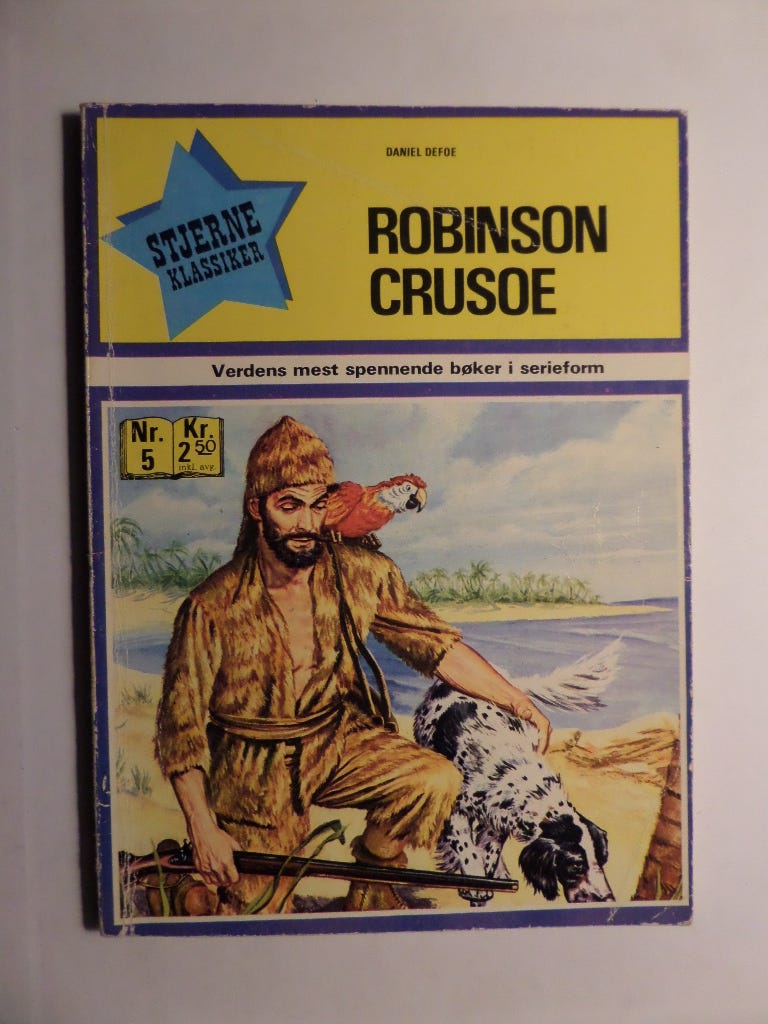 DANIEL DEFOE
STJERNE
KLASSIKER
ROBINSON
CRUSOE
Verdens mest spennende bøker i serieform
Nr.
5
Kr.
2 50
inkl. avg.